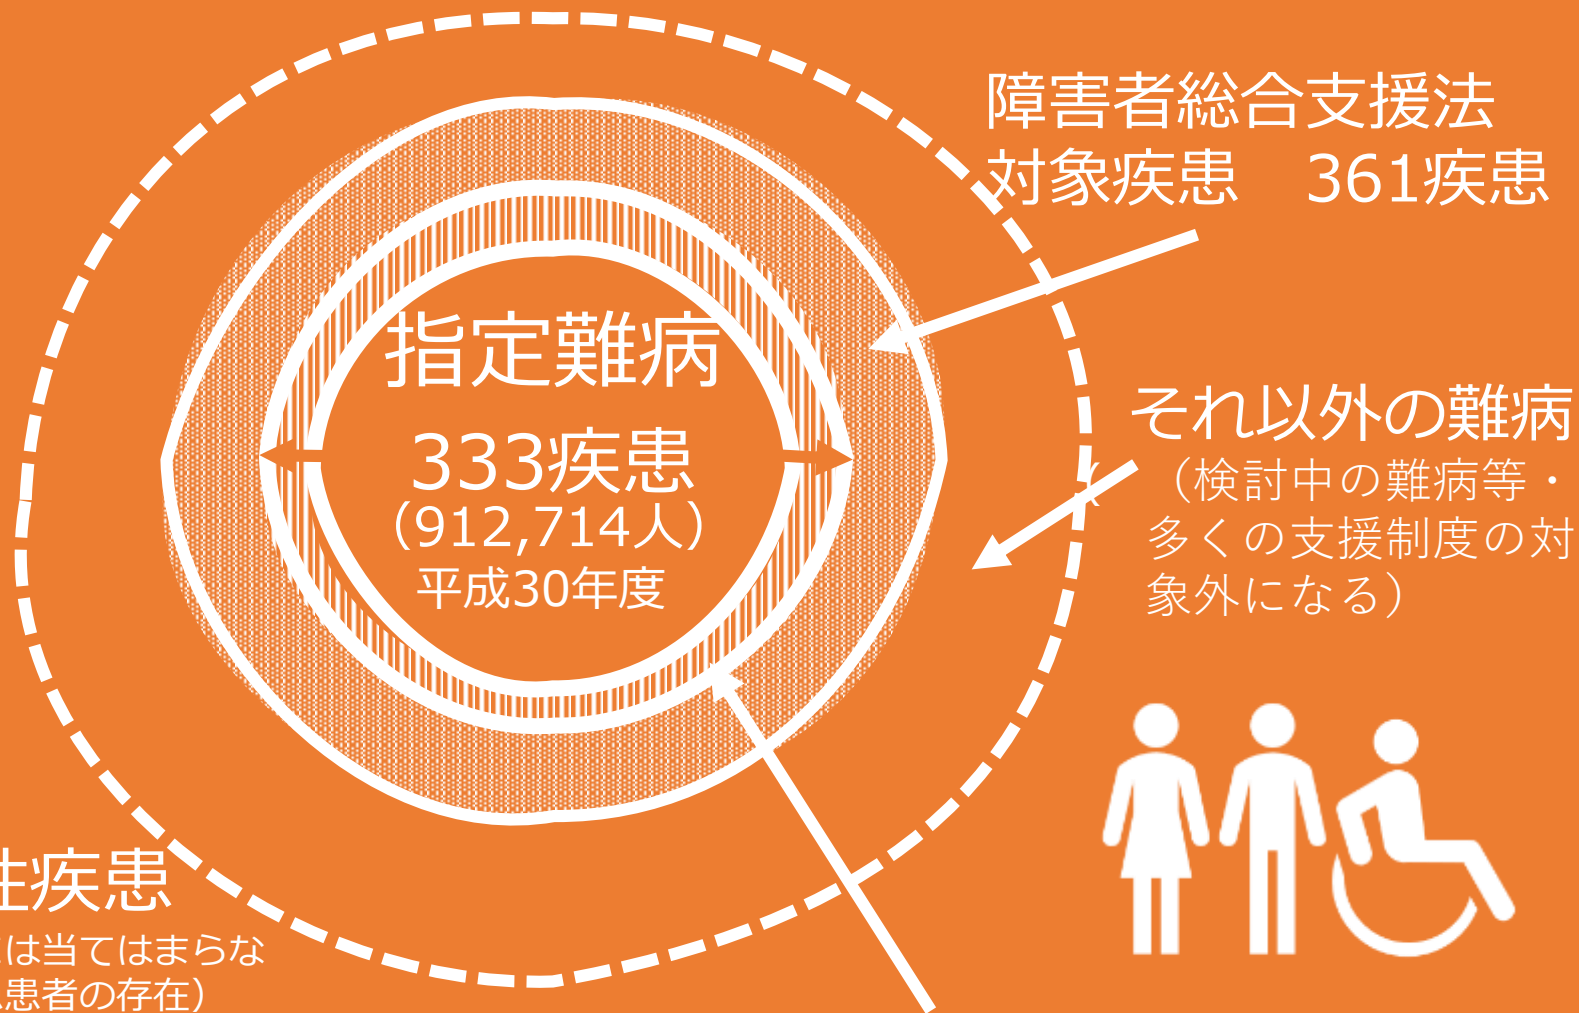 障害者総合支援法
対象疾患　361疾患
指定難病
333疾患
（912,714人）
平成30年度
それ以外の難病
（検討中の難病等・
多くの支援制度の対
象外になる）
性疾患
は当てはまらな
患者の存在）